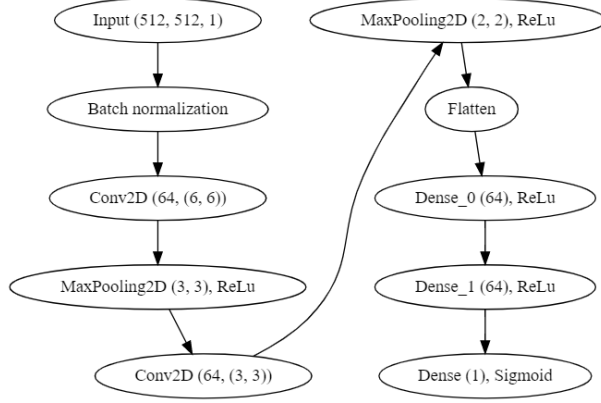 Input (512, 512, 1)
Batch normalization
Conv2D (64, (6, 6))
MaxPooling2D (3, 3), ReLu
Conv2D (64, (3, 3))
MaxPooling2D (2, 2), ReLu
Flatten
Dense_0 (64), ReLu
Dense_1 (64), ReLu
Dense (1), Sigmoid